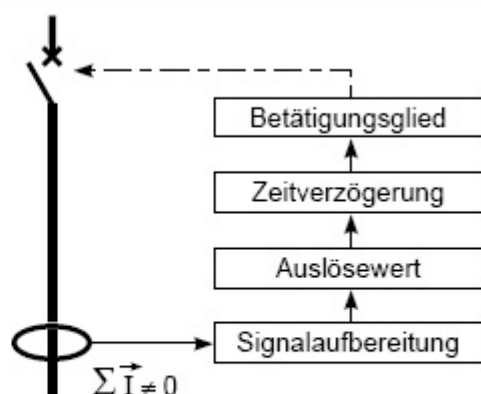 Betätigungsglied
Zeitverzögerung
Auslösewert
Signalaufbereitung
∑ I⃗ ≠ 0